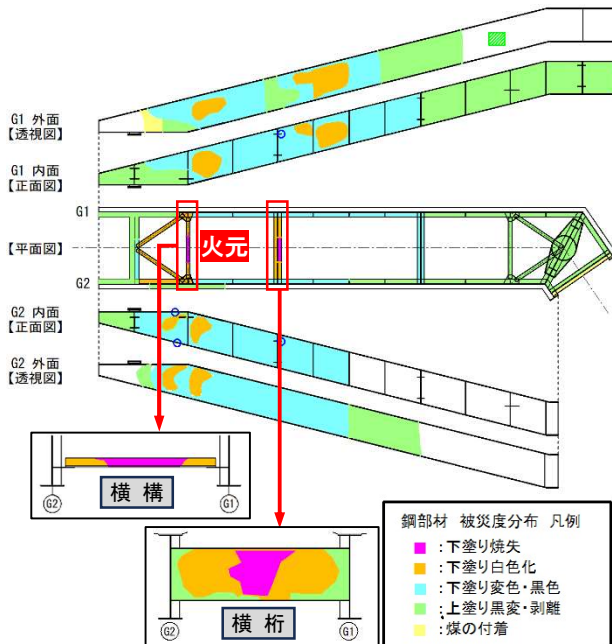 G1 外面
【透視図】
G1 内面
【正面図】
G1
【平面図】
火元
G2
G2 内面
【正面図】
G2 外面
【透視図】
G2
横 構
G1
G2
横 桁
G1
鋼部材 被災度分布 凡例
:下塗り焼失
:下塗り白色化
:下塗り変色・黒色
:上塗り黒変・剥離
:煤の付着